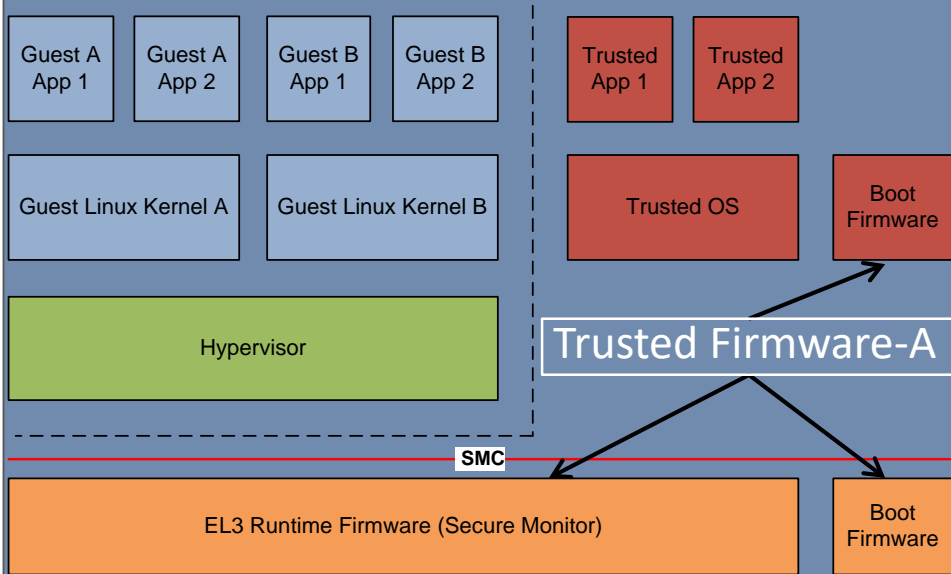 Guest A
App 1
Guest A
App 2
Guest B
App 1
Guest B
App 2
Trusted
App 1
Trusted
App 2
Guest Linux Kernel A
Guest Linux Kernel B
Trusted OS
Boot
Firmware
Hypervisor
Trusted Firmware-A
SMC
EL3 Runtime Firmware (Secure Monitor)
Boot
Firmware